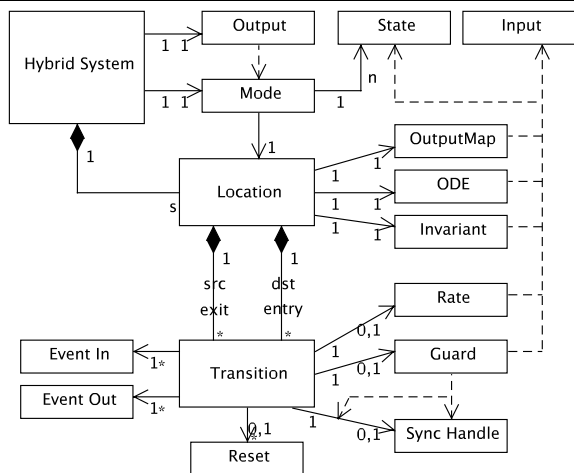 Output
State
Input
Hybrid System
1 1
n
Mode
1 1
1
OutputMap
1
1
1
1
ODE
Location
1 1
s
Invariant
1
1
1
1
src
dst
exit
entry
Rate
* *
0,1
1
Event In
1*
Guard
0,1
Transition
1
Event Out
1*
1
0,1
*
0,1
Sync Handle
Reset